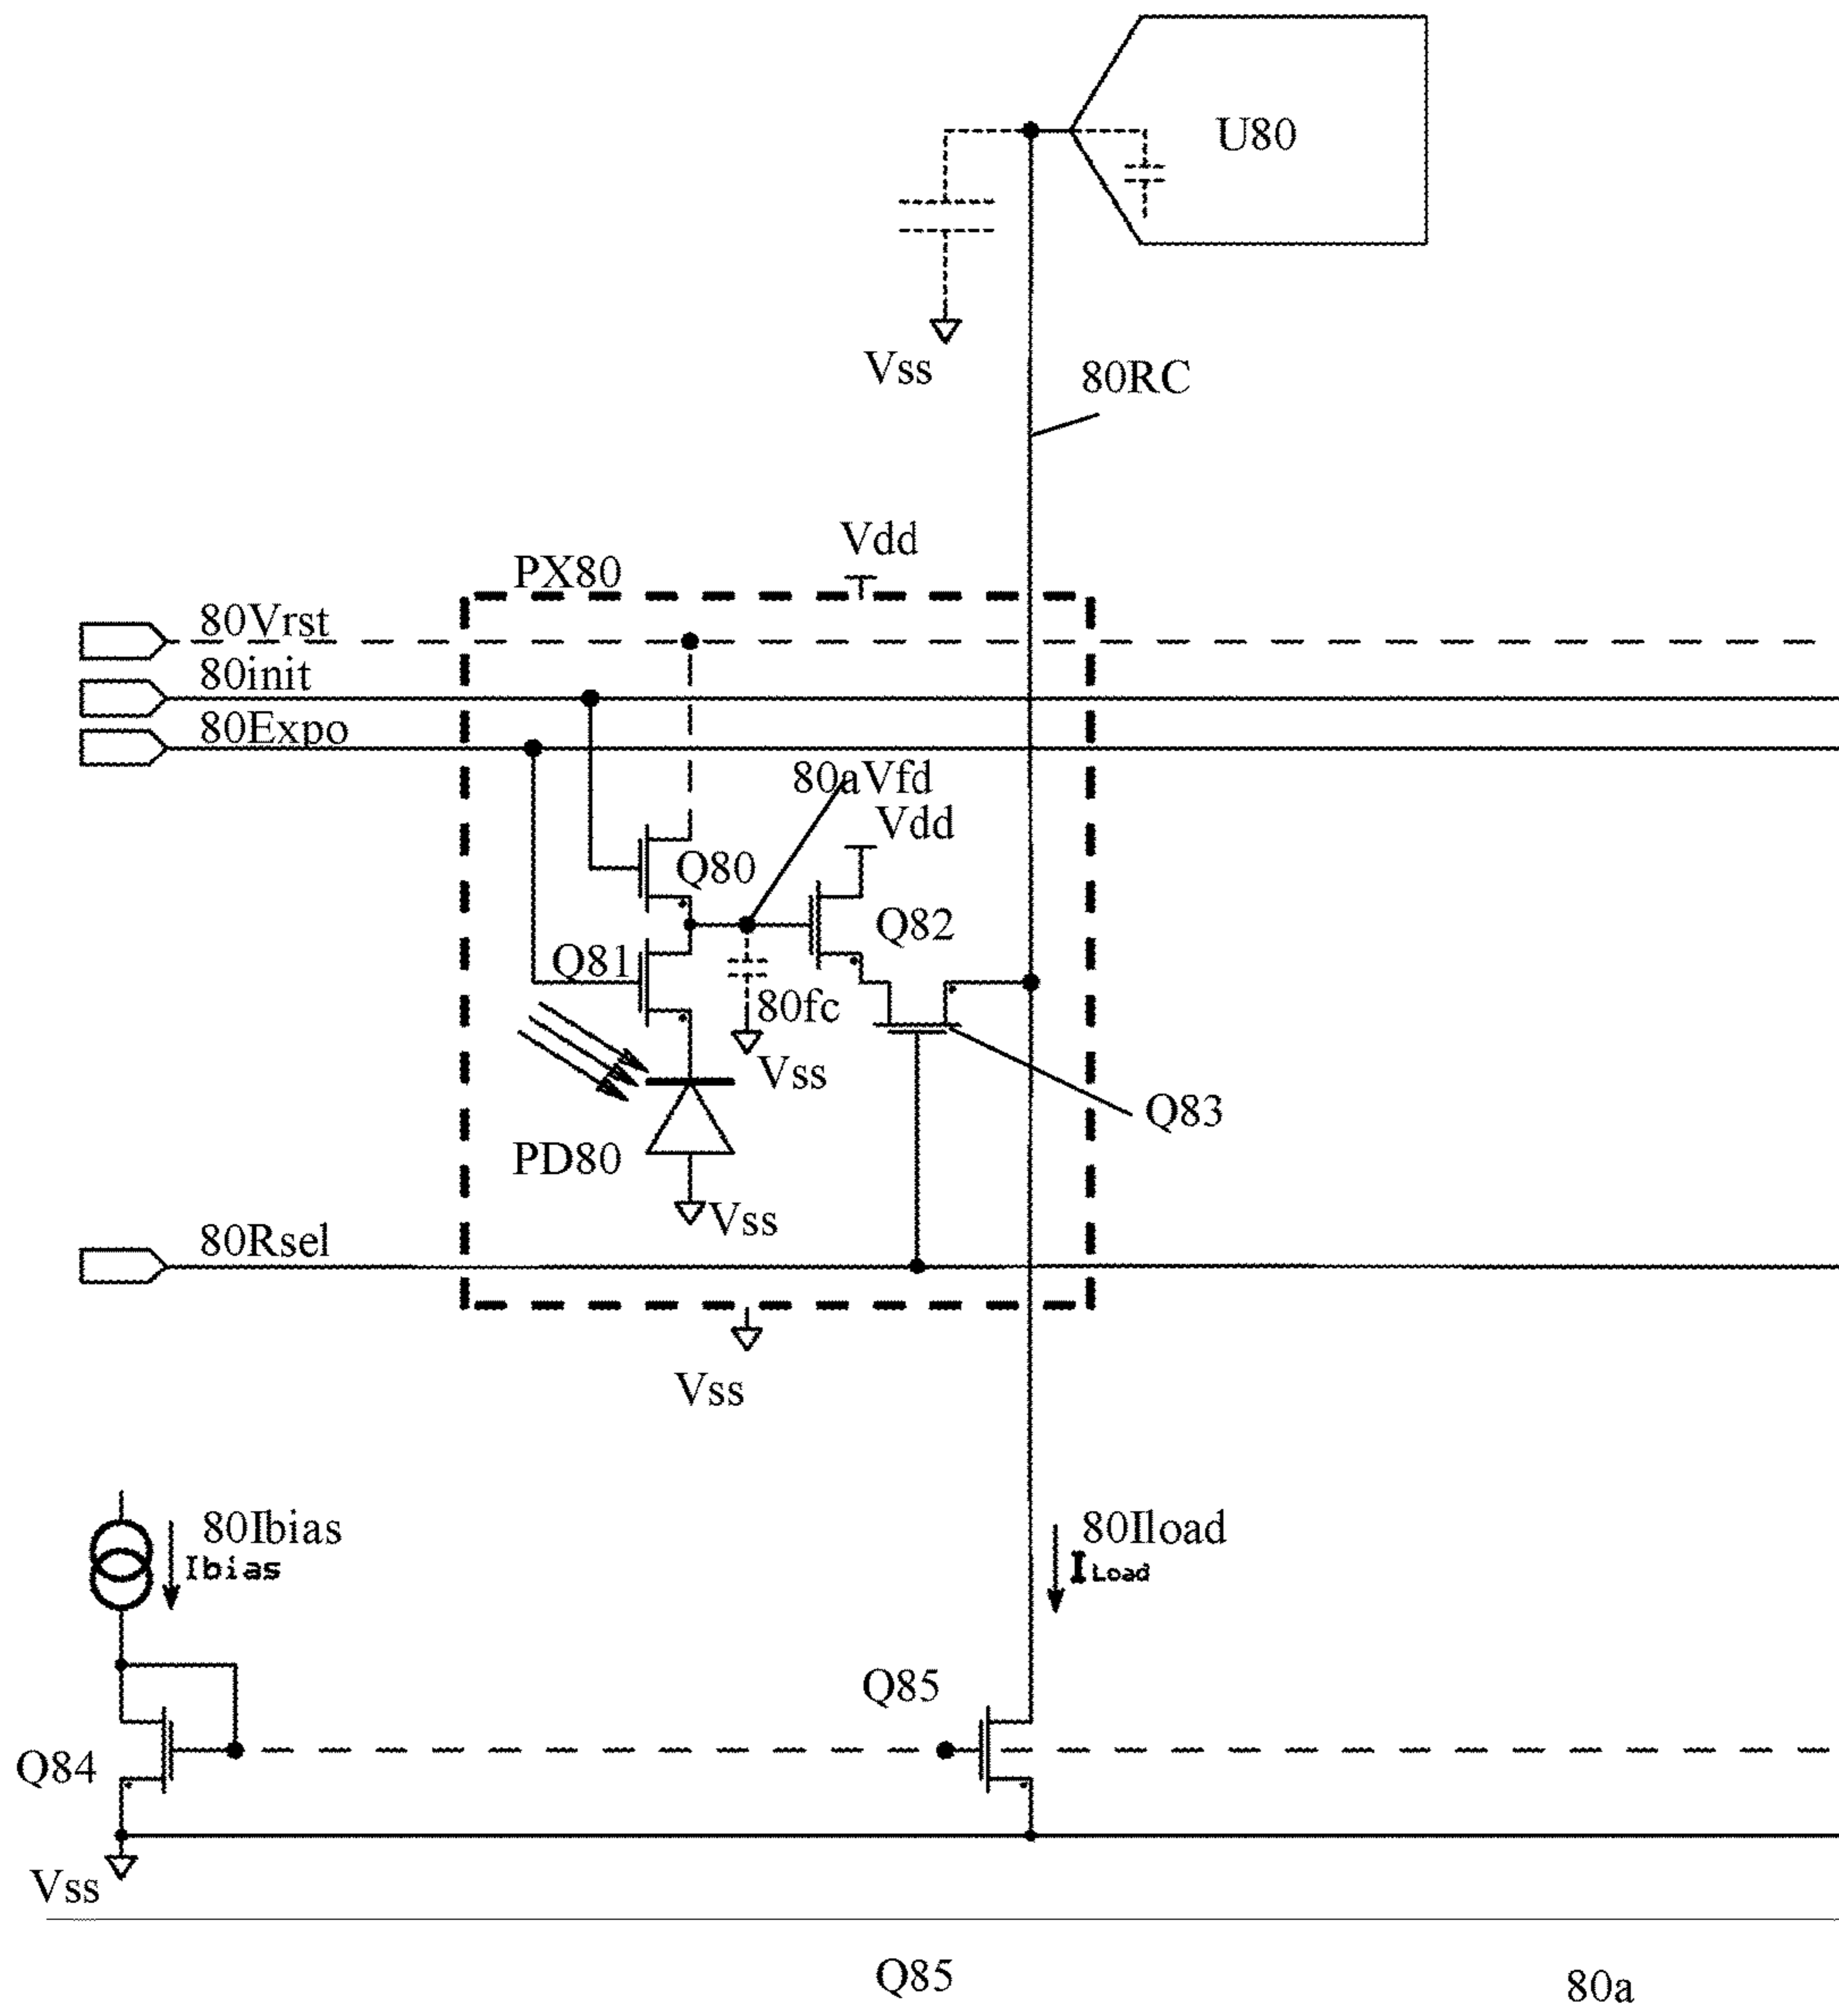 U80
Vss
80RC
Vdd
PX80
80Vrst
80init
80Expo
80aVfd
Vdd
Q80
Q82
Q81
80fc
Vss
Q83
PD80
Vss
80Rsel
Vss
80Ibias
Ibias
80Iload
ILoad
Q85
Q84
Vss
Q85
80a